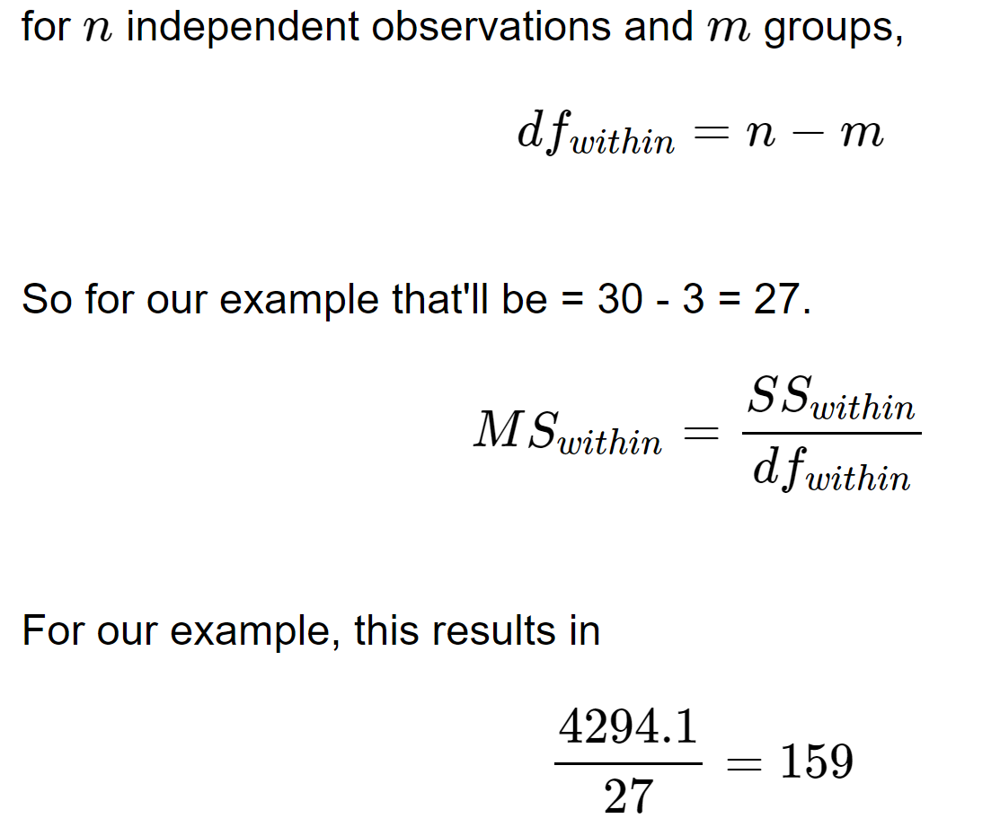 for n independent observations and m groups,
df_{within} = n − m
So for our example that'll be = 30 - 3 = 27.
MS_{within} = \frac{SS_{within}}{df_{within}}
For our example, this results in
\frac{4294.1}{27} = 159